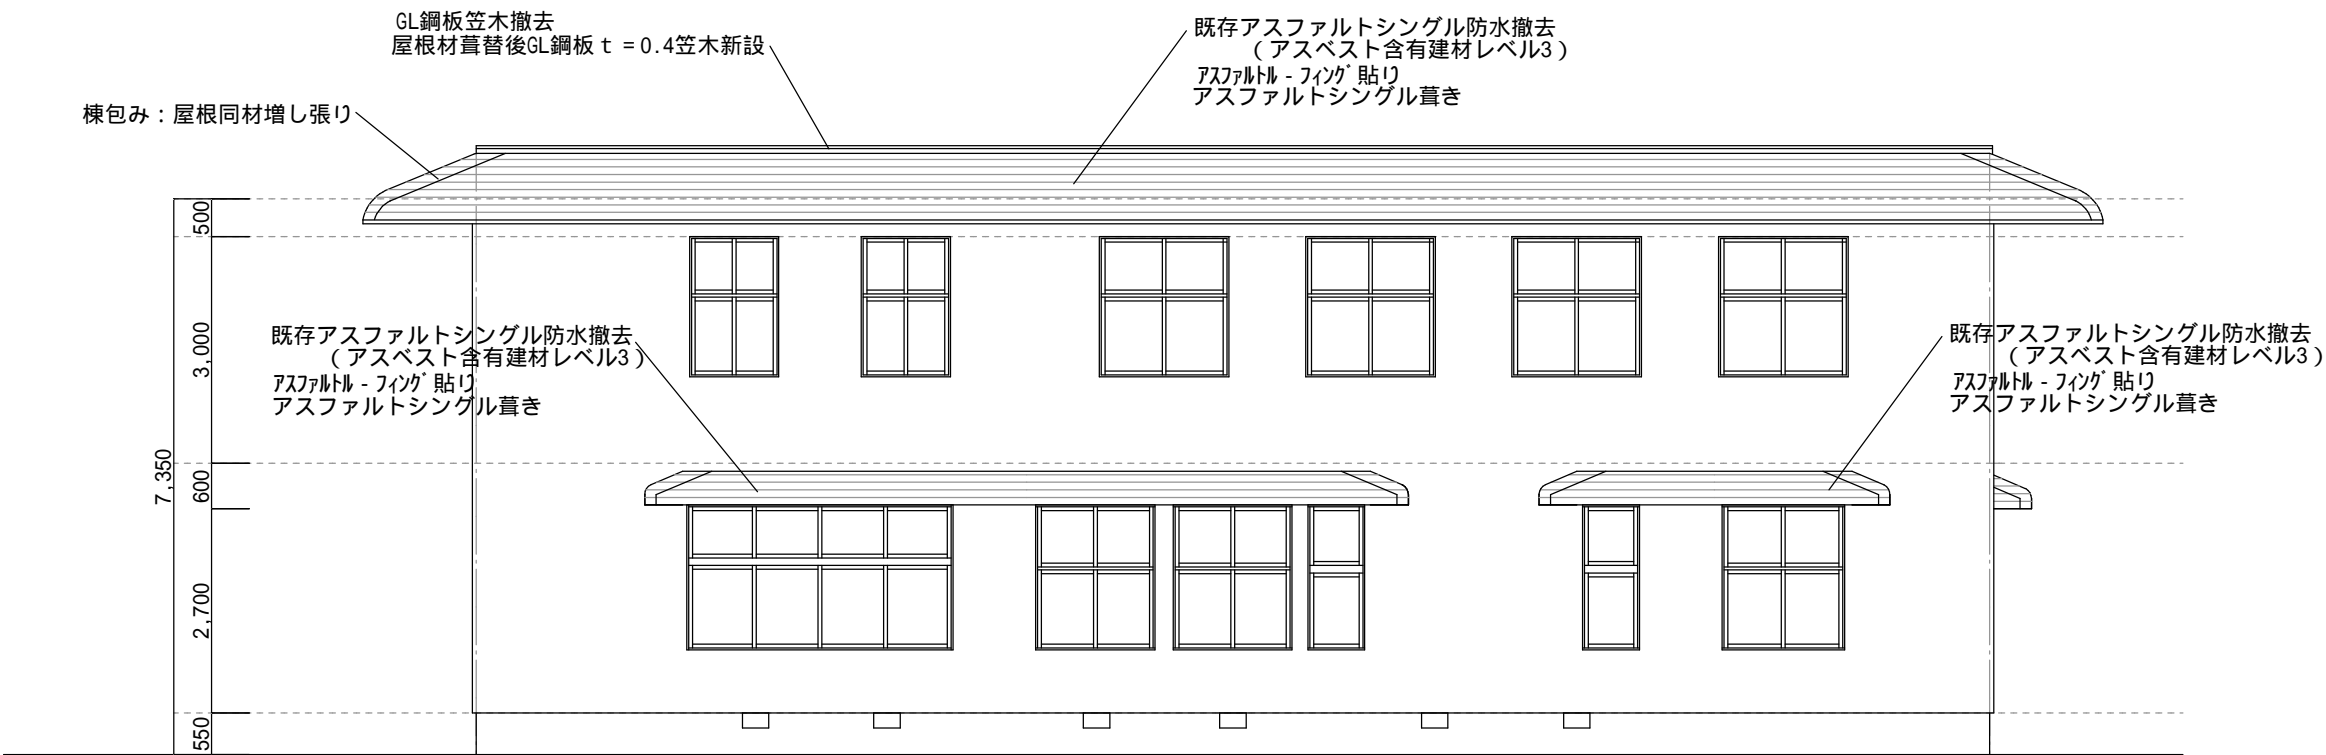 GL鋼板笠木撤去
屋根材葺替後GL鋼板ｔ=0.4笠木新設
既存アスファルトシングル防水撤去
(アスベスト含有建材レベル3)
ｱｽﾌｧﾙﾄﾙ-ﾌｨﾝｸﾞ貼り
アスファルトシングル葺き
棟包み:屋根同材増し張り
500
3,000
既存アスファルトシングル防水撤去
(アスベスト含有建材レベル3)
ｱｽﾌｧﾙﾄﾙ-ﾌｨﾝｸﾞ貼り
アスファルトシングル葺き
既存アスファルトシングル防水撤去
(アスベスト含有建材レベル3)
ｱｽﾌｧﾙﾄﾙ-ﾌｨﾝｸﾞ貼り
アスファルトシングル葺き
7,350
600
2,700
550